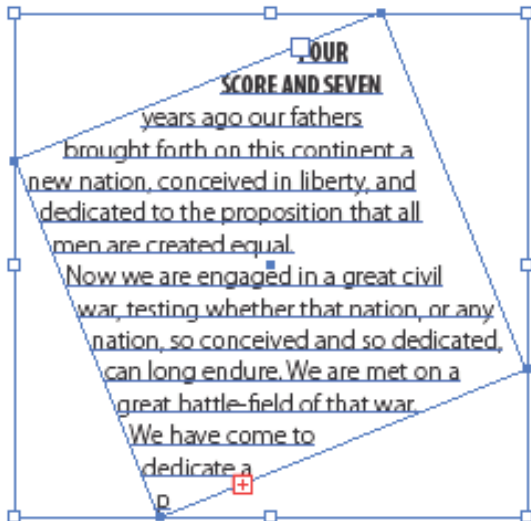 FOUR
SCORE AND SEVEN
years ago our fathers
brought forth on this continent a
new nation, conceived in liberty, and
dedicated to the proposition that all
men are created equal.
Now we are engaged in a great civil
war, testing whether that nation, or any
nation, so conceived and so dedicated,
can long endure. We are met on a
great battle-field of that war.
We have come to
dedicate a
p